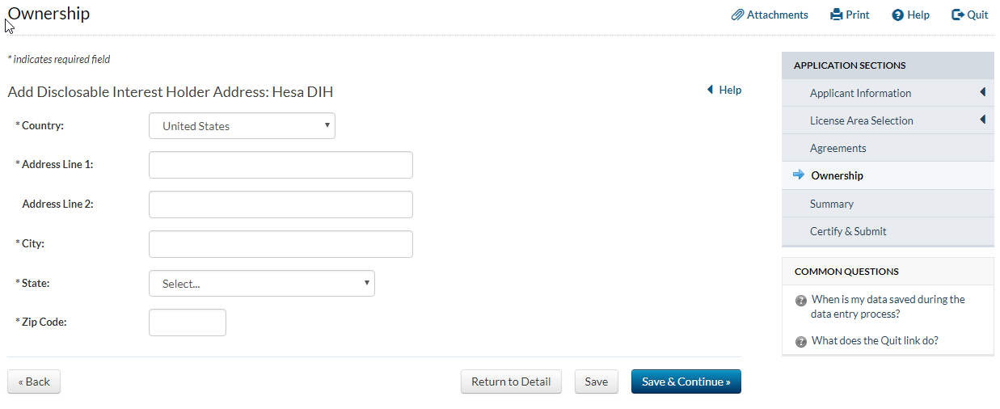 Ownership
Attachments
Print
Help
Quit
* indicates required field
Add Disclosable Interest Holder Address: Hesa DIH
Help
* Country:
United States
* Address Line 1:
Address Line 2:
* City:
* State:
Select...
* Zip Code:
« Back
Return to Detail
Save
Save & Continue »
APPLICATION SECTIONS
Applicant Information
License Area Selection
Agreements
Ownership
Summary
Certify & Submit
COMMON QUESTIONS
? When is my data saved during the
data entry process?
? What does the Quit link do?